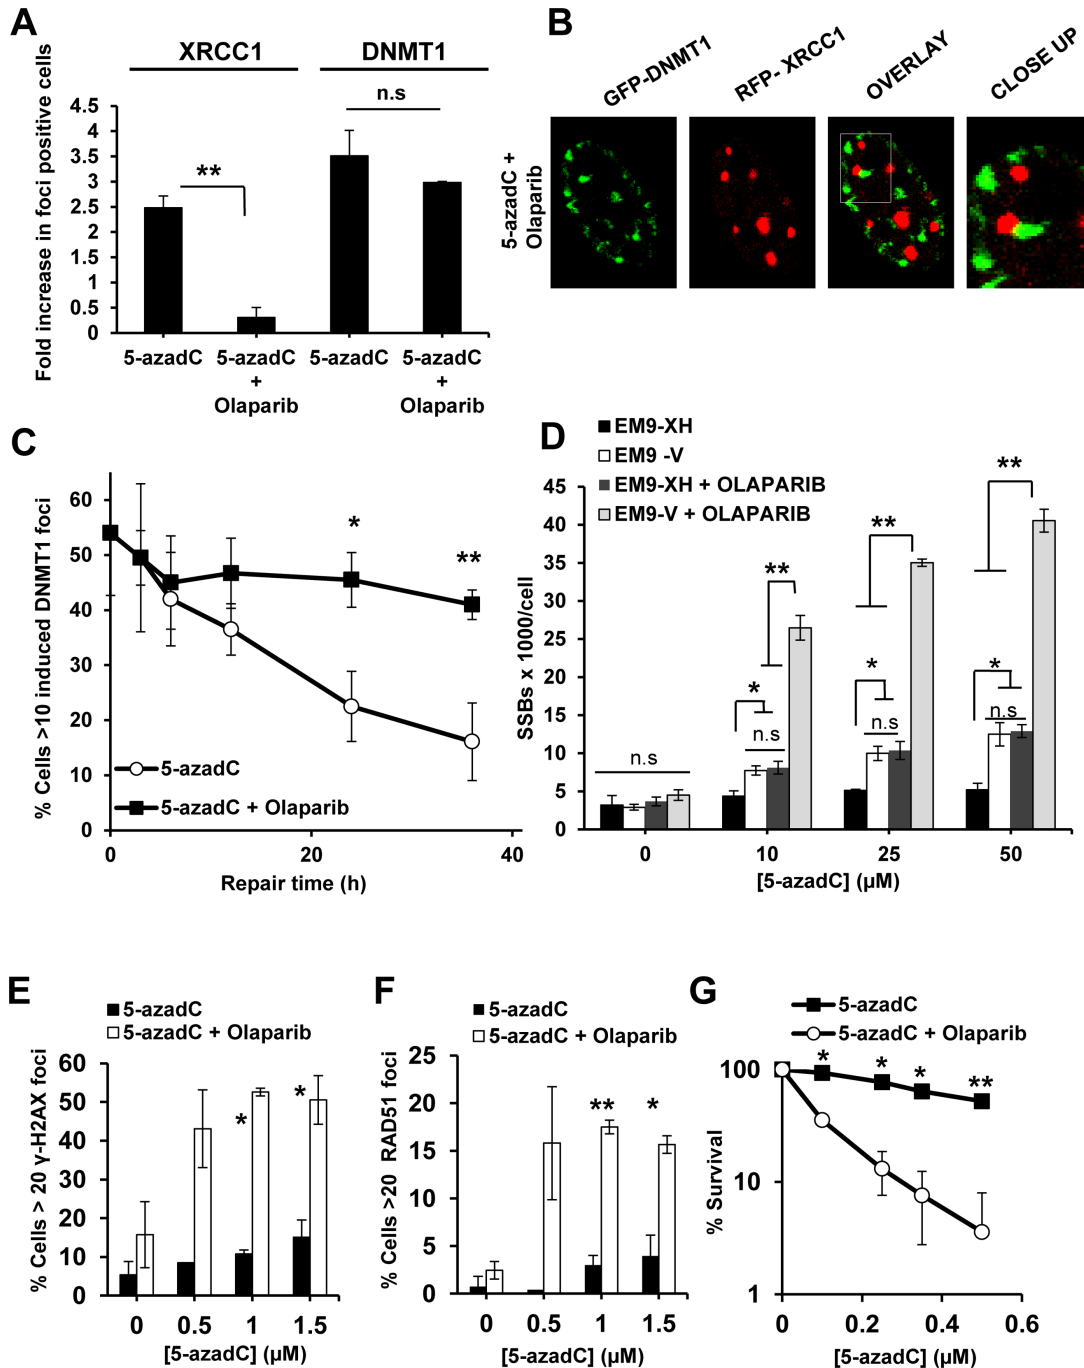 A
XRCC1
DNMT1
n.s
**
Fold increase in foci positive cells
4.5
4
3.5
3
2.5
2
1.5
1
0.5
0
5-azadC
5-azadC
+
Olaparib
5-azadC
5-azadC
+
Olaparib
B
GFP-DNMT1
RFP- XRCC1
OVERLAY
CLOSE UP
5-azadC +
Olaparib
C
% Cells >10 induced DNMT1 foci
60
50
40
30
20
10
0
*
**
5-azadC
5-azadC + Olaparib
0
20
40
Repair time (h)
D
EM9-XH
EM9 -V
EM9-XH + OLAPARIB
EM9-V + OLAPARIB
SSBs x 1000/cell
45
40
35
30
25
20
15
10
5
0
n.s
*
n.s
**
*
n.s
**
*
n.s
**
0
10
25
50
[5-azadC] (µM)
E
5-azadC
5-azadC + Olaparib
% Cells > 20 γ-H2AX foci
60
50
40
30
20
10
0
*
*
0
0.5
1
1.5
[5-azadC] (µM)
F
5-azadC
5-azadC + Olaparib
% Cells >20 RAD51 foci
25
20
15
10
5
0
**
*
0
0.5
1
1.5
[5-azadC] (µM)
G
5-azadC
5-azadC + Olaparib
% Survival
100
10
1
*
*
*
**
0
0.2
0.4
0.6
[5-azadC] (µM)